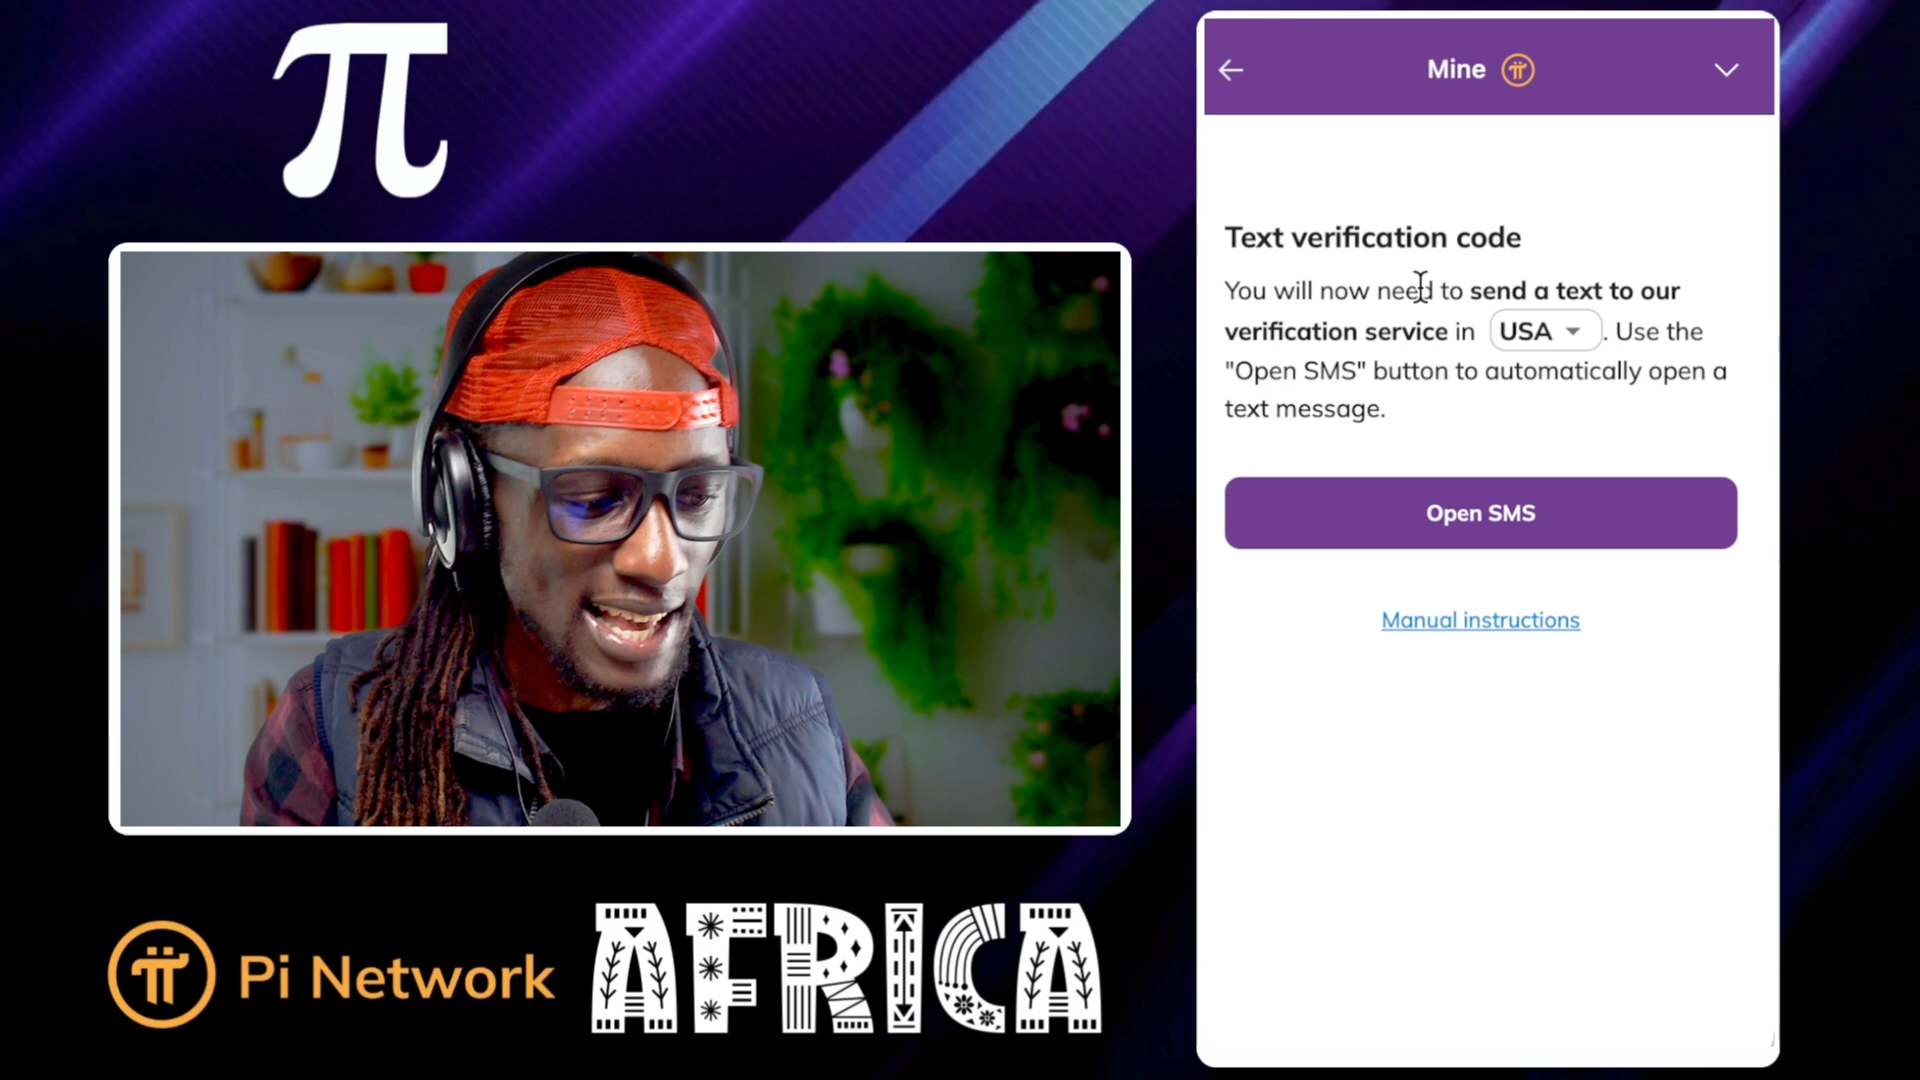 π
Pi Network
AFRICA
Mine
Text verification code
You will now need to send a text to our
verification service in USA . Use the
"Open SMS" button to automatically open a
text message.
Open SMS
Manual instructions